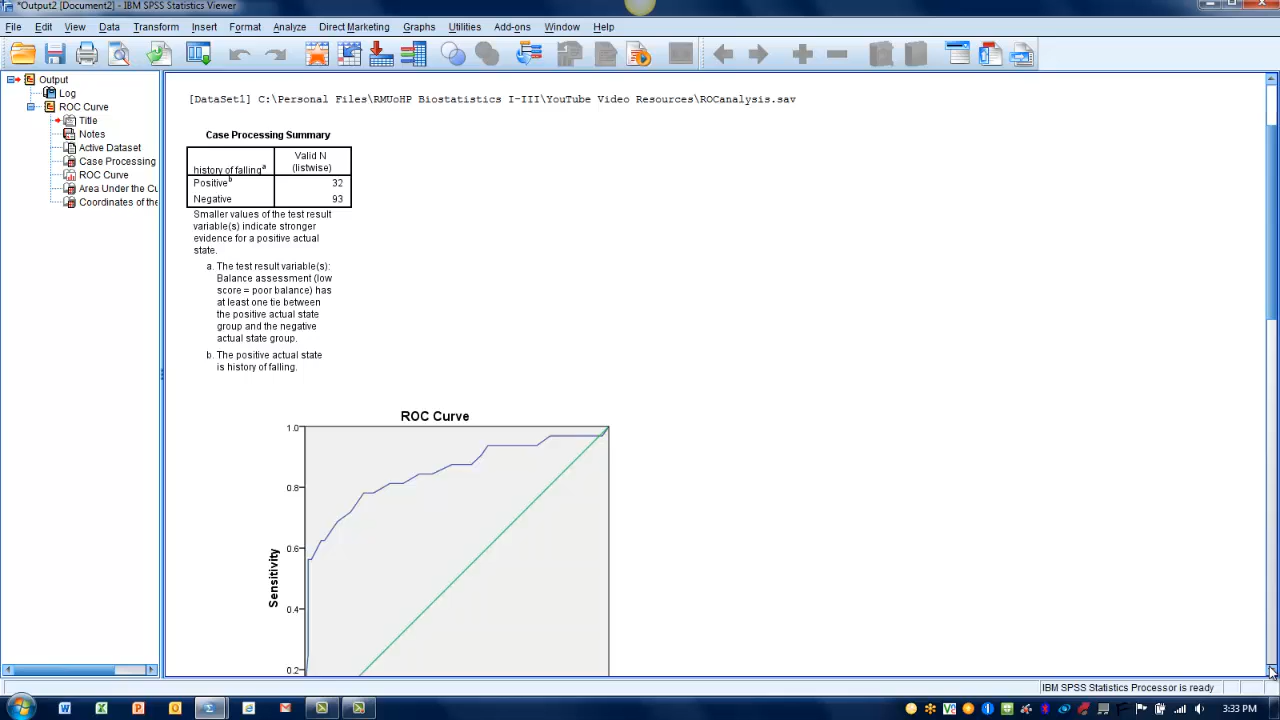 *Output2 [Document2] - IBM SPSS Statistics Viewer
File Edit View Data Transform Insert Format Analyze Direct Marketing Graphs Utilities Add-ons Window Help
Output
Log
ROC Curve
Title
Notes
Active Dataset
Case Processing
ROC Curve
Area Under the Cu
Coordinates of the
[DataSet1] C:\Personal Files\RMUoHP Biostatistics I-III\YouTube Video Resources\ROCanalysis.sav
Case Processing Summary
history of falling a
Valid N
(listwise)
Positive b 32
Negative 93
Smaller values of the test result
variable(s) indicate stronger
evidence for a positive actual
state.
a. The test result variable(s):
Balance assessment (low
score = poor balance) has
at least one tie between
the positive actual state
group and the negative
actual state group.
b. The positive actual state
is history of falling.
ROC Curve
1.0
0.8
0.6
0.4
0.2
Sensitivity
IBM SPSS Statistics Processor is ready
3:33 PM